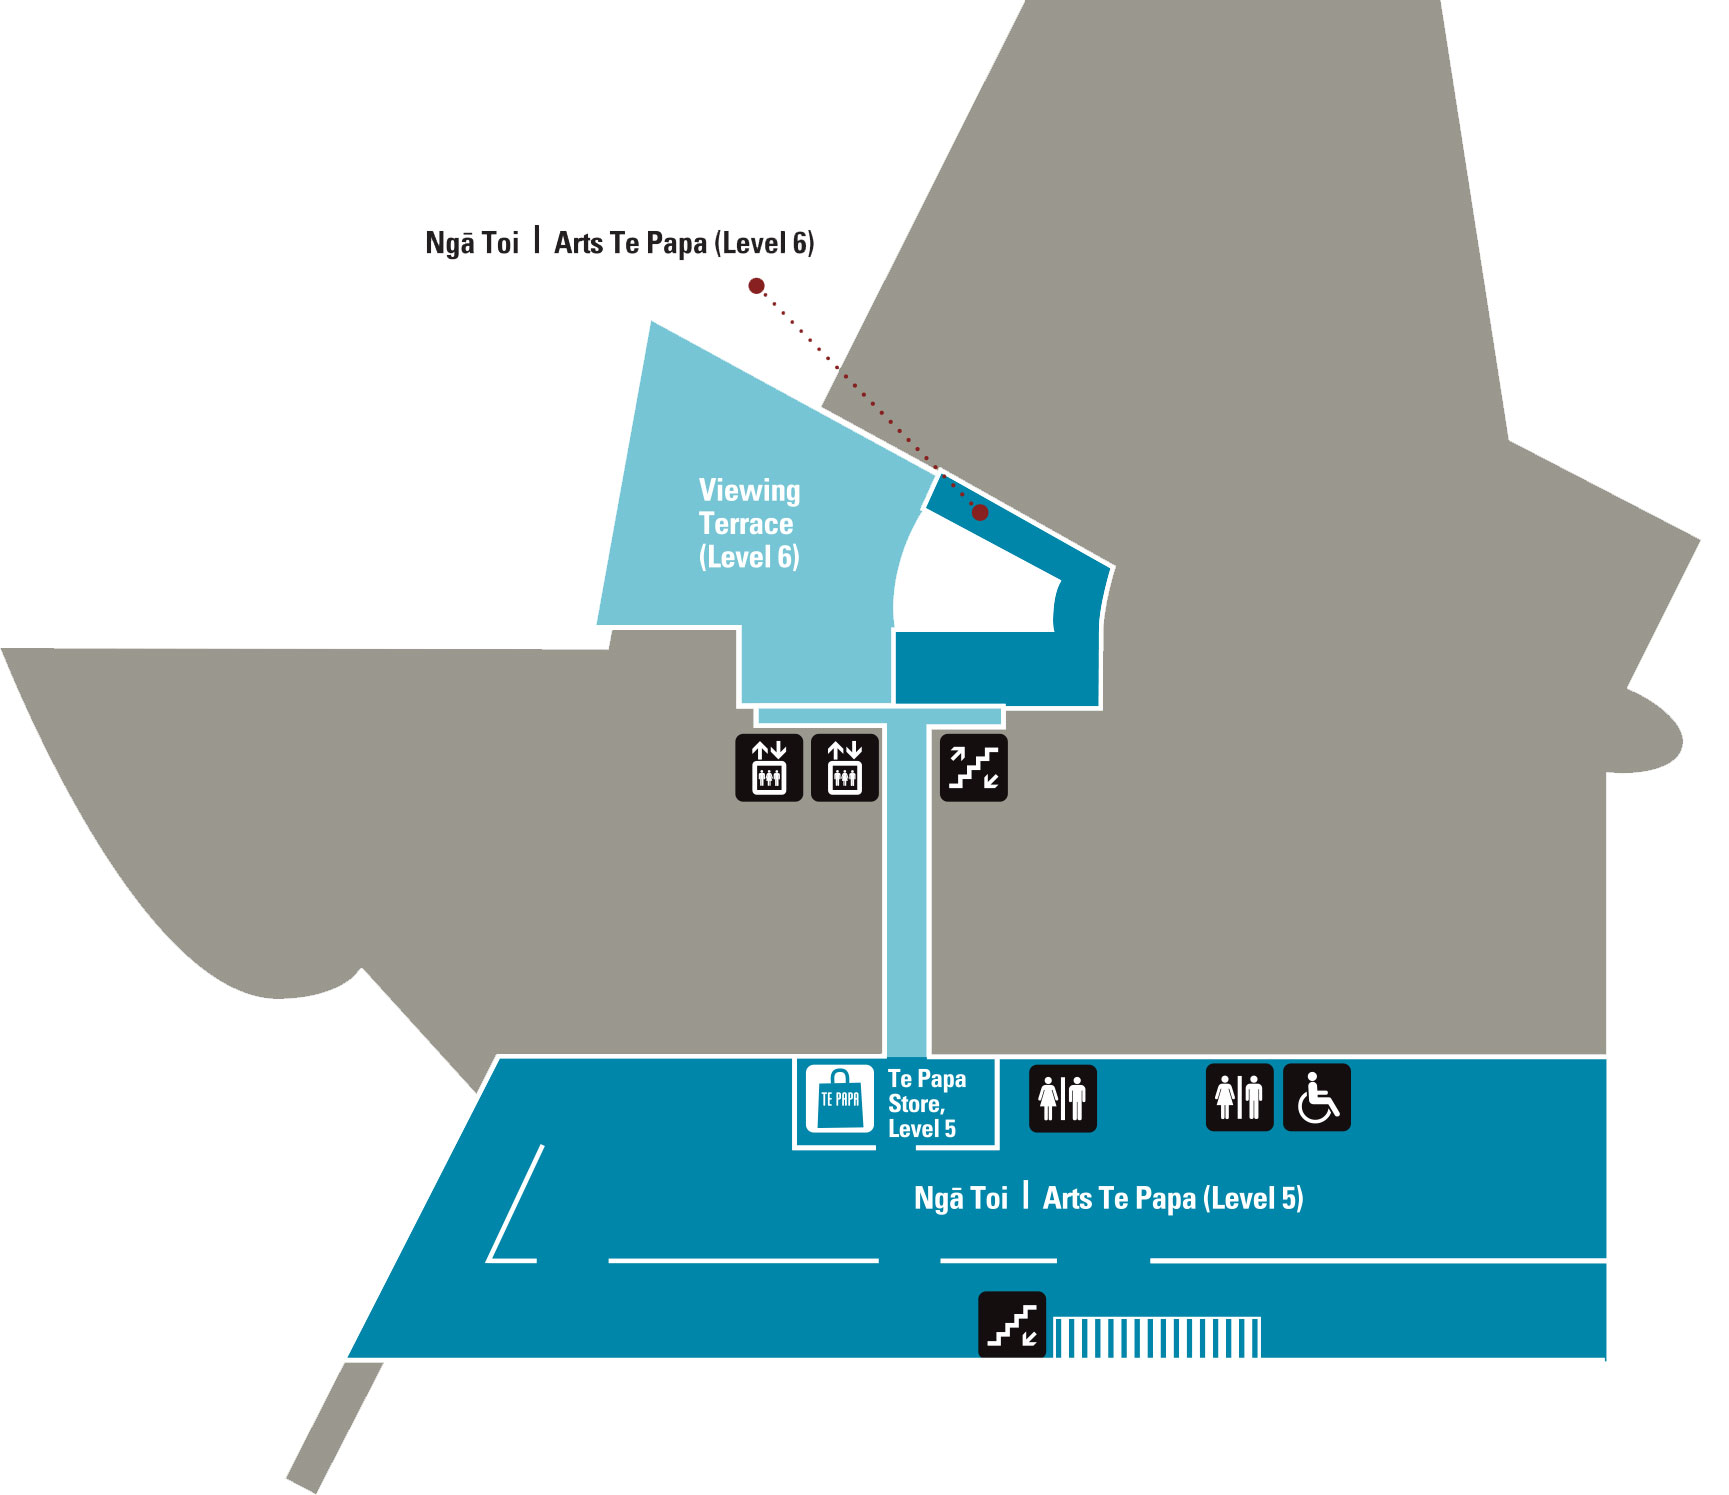 Ngā Toi | Arts Te Papa (Level 6)
Viewing
Terrace
(Level 6)
TE PAPA
Te Papa
Store,
Level 5
Ngā Toi | Arts Te Papa (Level 5)